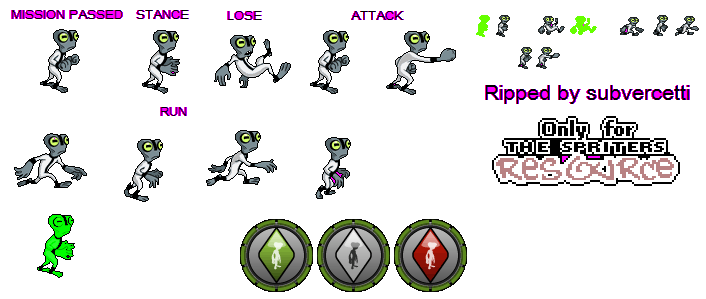 MISSION PASSED STANCE LOSE ATTACK
RUN
Ripped by subvercetti
Only for
THE SPRITERS
RESOURCE